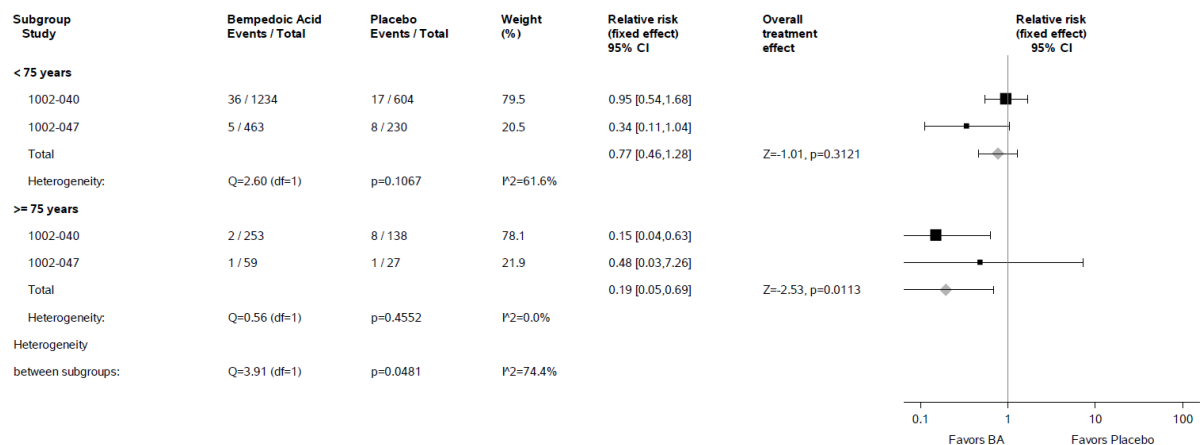 Subgroup Bempedoic Acid Placebo Weight Relative risk Overall Relative risk
Study Events / Total Events / Total (%) (fixed effect) treatment (fixed effect)
95% CI effect 95% CI
< 75 years
1002-040 36 / 1234 17 / 604 79.5 0.95 [0.54,1.68]
1002-047 5 / 463 8 / 230 20.5 0.34 [0.11,1.04]
Total 0.77 [0.46,1.28] Z=-1.01, p=0.3121
Heterogeneity: Q=2.60 (df=1) p=0.1067 I^2=61.6%
>= 75 years
1002-040 2 / 253 8 / 138 78.1 0.15 [0.04,0.63]
1002-047 1 / 59 1 / 27 21.9 0.48 [0.03,7.26]
Total 0.19 [0.05,0.69] Z=-2.53, p=0.0113
Heterogeneity: Q=0.56 (df=1) p=0.4552 I^2=0.0%
Heterogeneity
between subgroups: Q=3.91 (df=1) p=0.0481 I^2=74.4%
0.1 1 10 100
Favors BA Favors Placebo